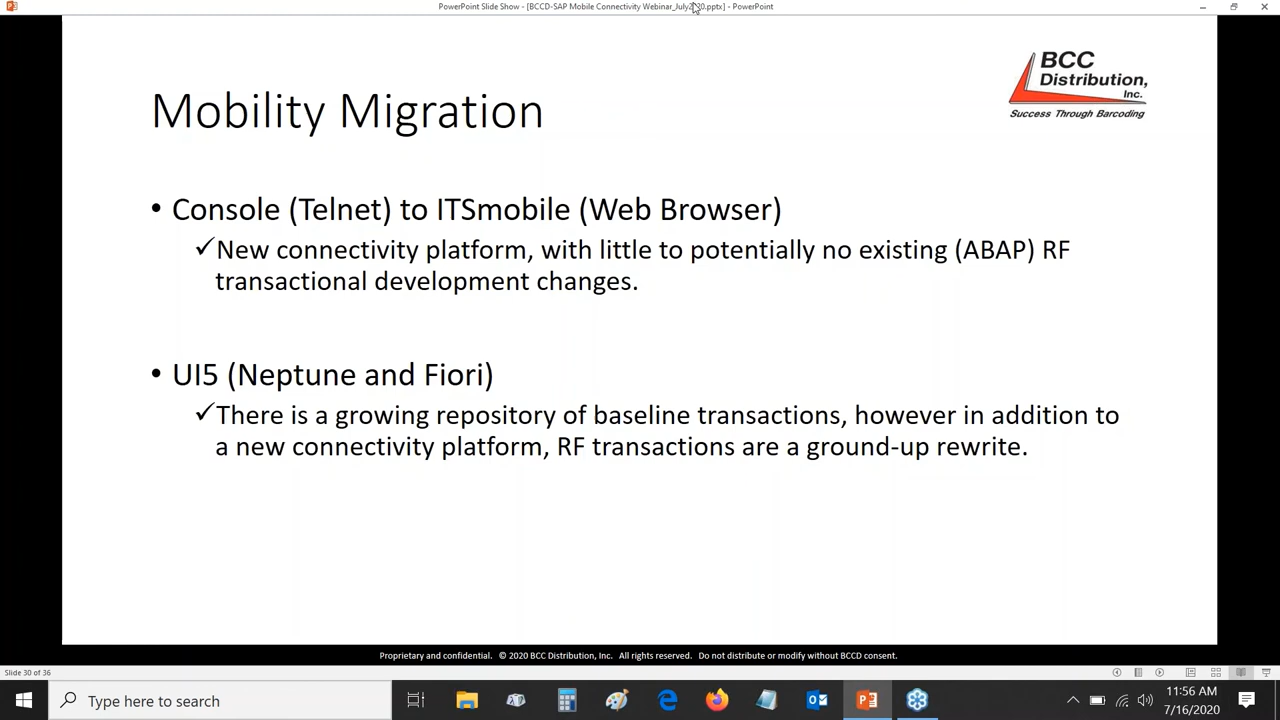 PowerPoint Slide Show - [BCCD-SAP Mobile Connectivity Webinar_July2020.pptx] - PowerPoint
BCC
Distribution,
Inc.
Success Through Barcoding
Mobility Migration
• Console (Telnet) to ITSmobile (Web Browser)
✓New connectivity platform, with little to potentially no existing (ABAP) RF
transactional development changes.
• UI5 (Neptune and Fiori)
✓There is a growing repository of baseline transactions, however in addition to
a new connectivity platform, RF transactions are a ground-up rewrite.
Proprietary and confidential. © 2020 BCC Distribution, Inc. All rights reserved. Do not distribute or modify without BCCD consent.
Slide 30 of 36
Type here to search
11:56 AM
7/16/2020